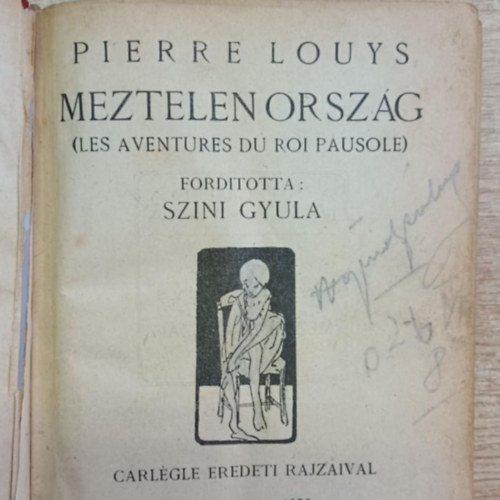 PIERRE LOUYS
MEZTELEN ORSZÁG
(LES AVENTURES DU ROI PAUSOLE)
FORDITOTTA:
SZINI GYULA
CARLÈGLE EREDETI RAJZAIVAL